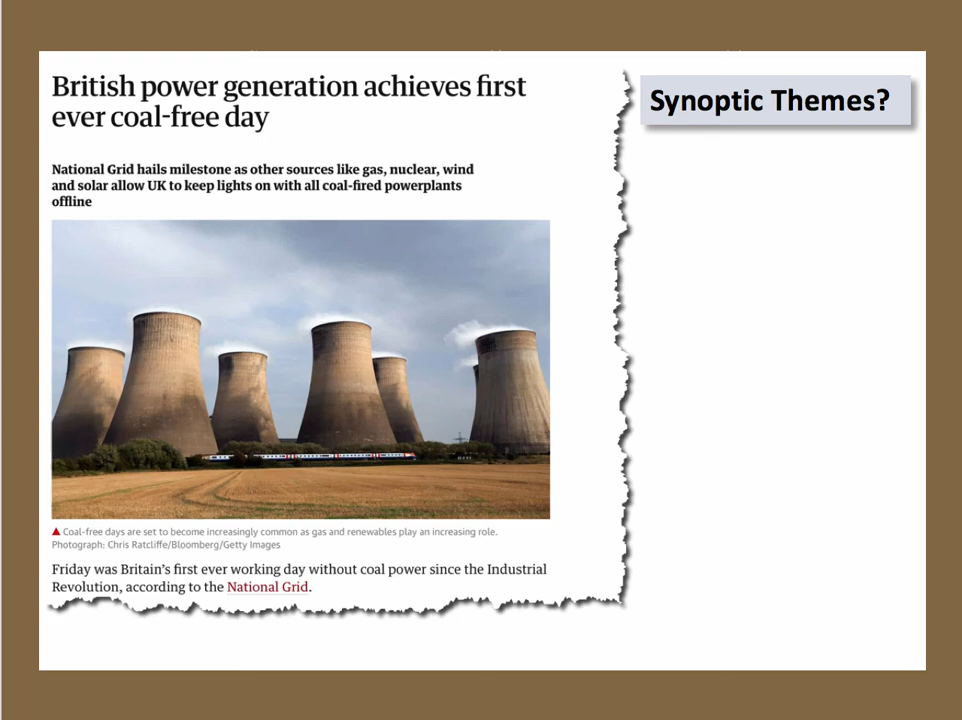 British power generation achieves first
ever coal-free day
National Grid hails milestone as other sources like gas, nuclear, wind
and solar allow UK to keep lights on with all coal-fired powerplants
offline
▲ Coal-free days are set to become increasingly common as gas and renewables play an increasing role.
Photograph: Chris Ratcliffe/Bloomberg/Getty Images
Friday was Britain’s first ever working day without coal power since the Industrial
Revolution, according to the National Grid.
Synoptic Themes?